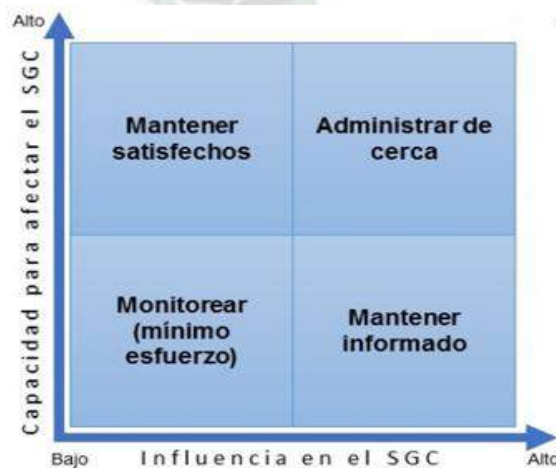 Alto
Capacidad para afectar el SGC
Mantener
satisfechos
Administrar de
cerca
Monitorear
(mínimo
esfuerzo)
Mantener
informado
Bajo
Influencia en el SGC
Alto